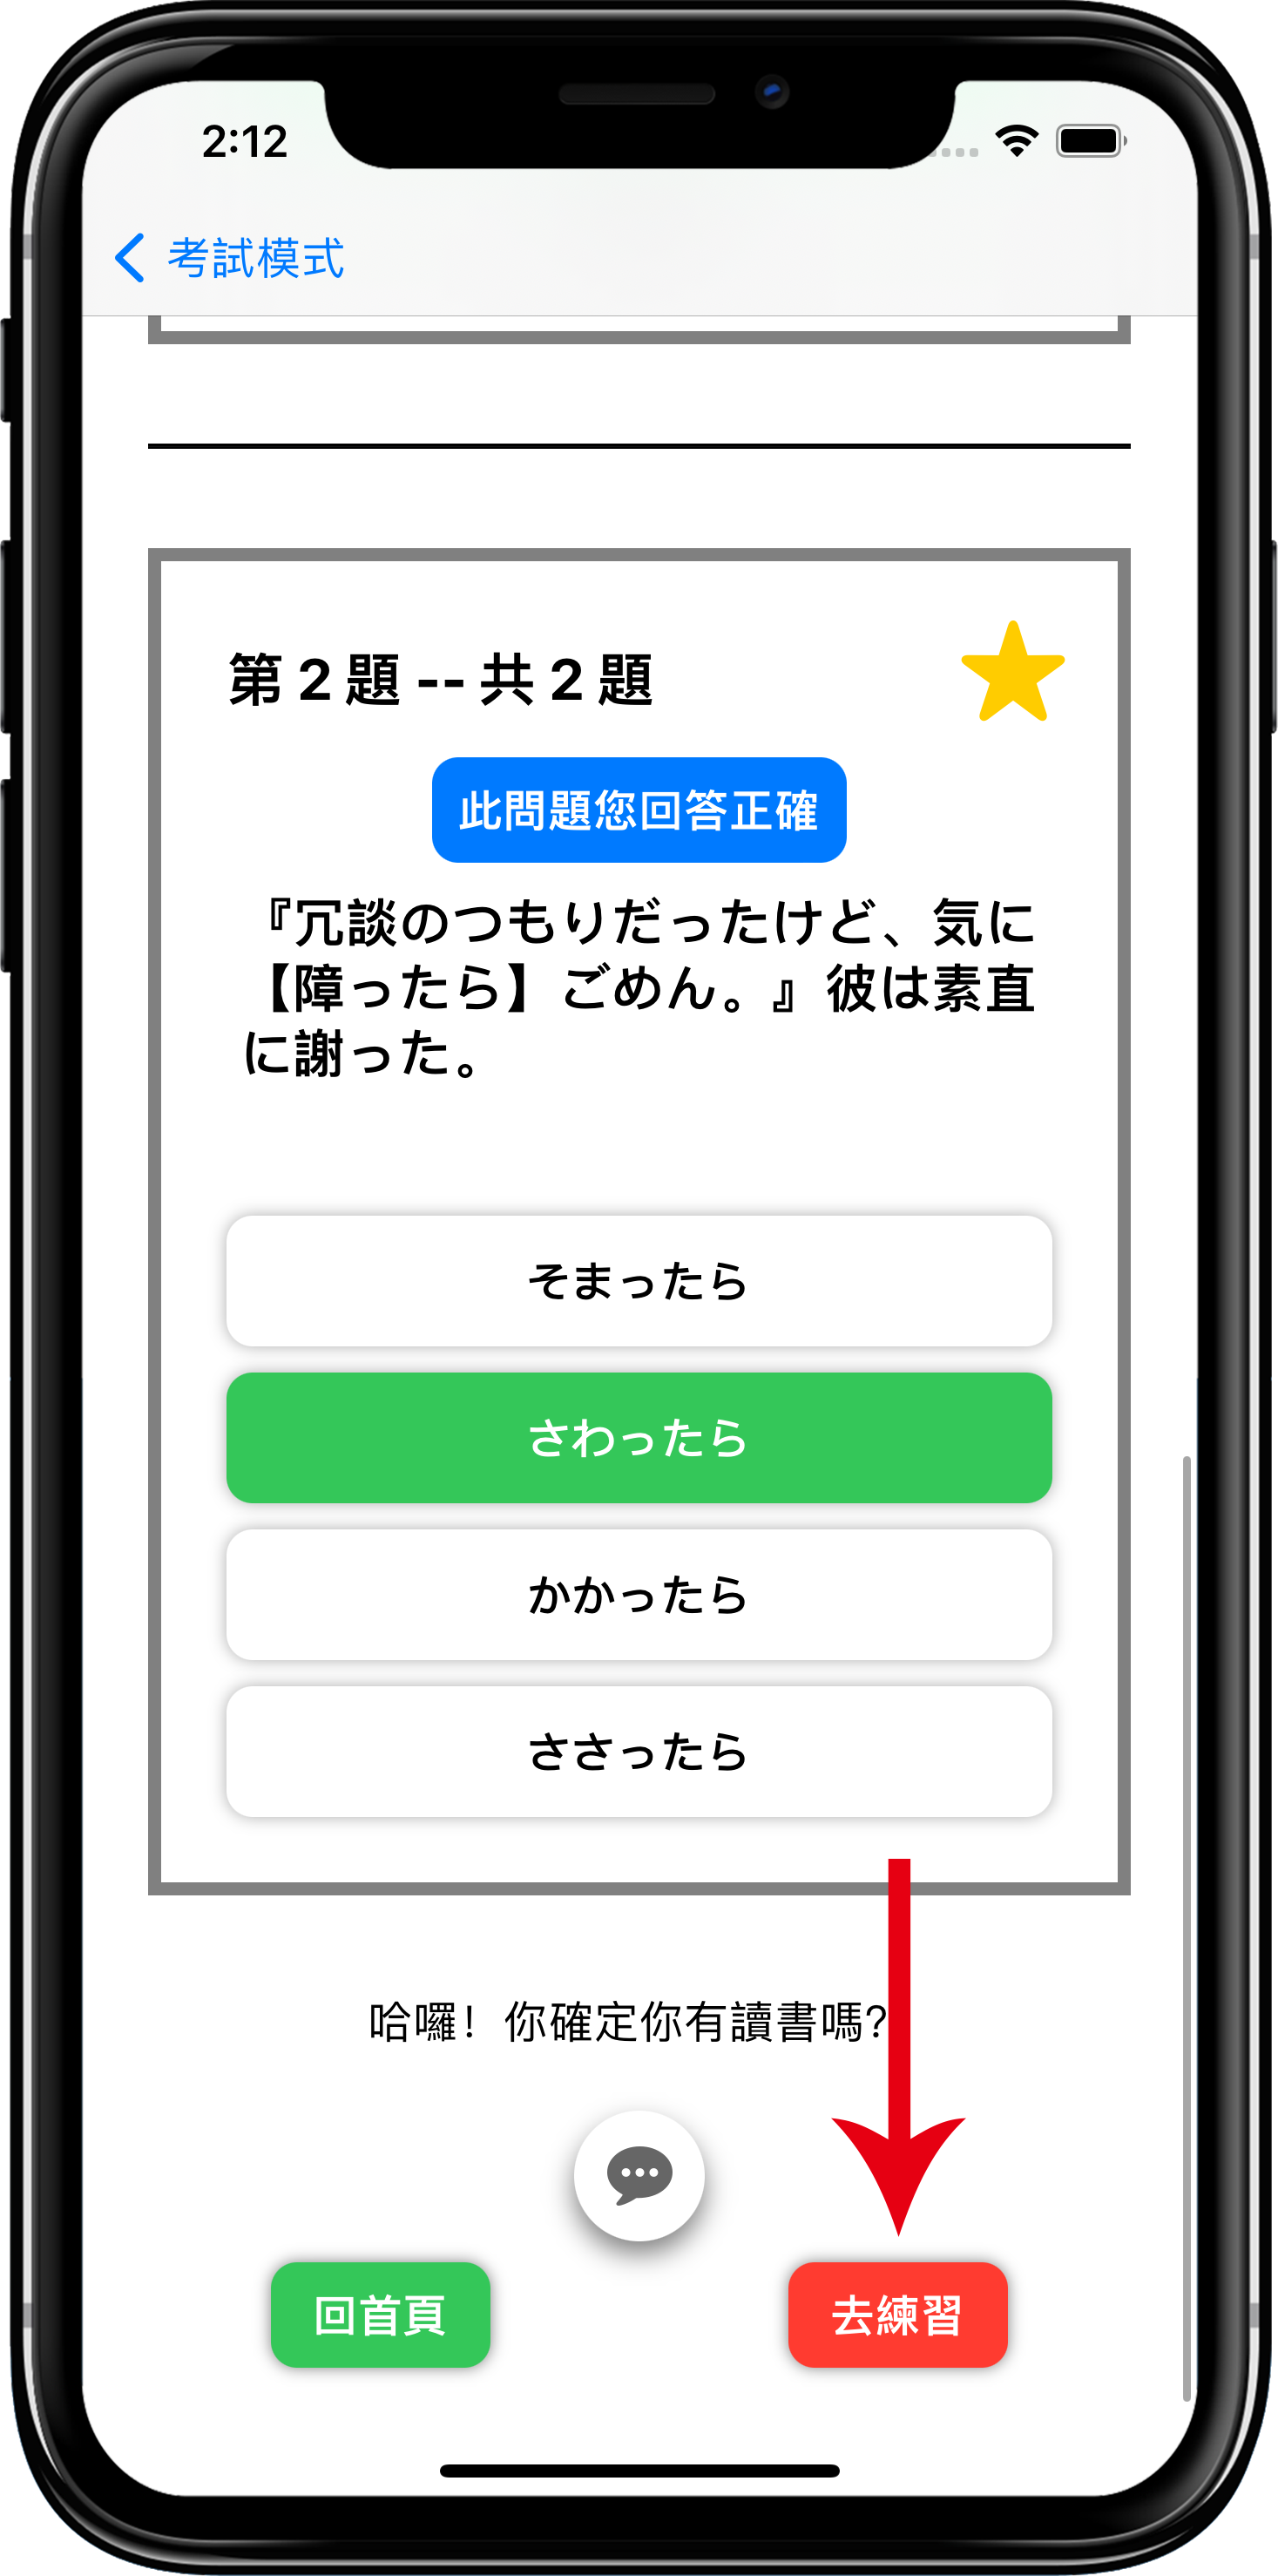 2:12
考試模式
第 2 題 -- 共 2 題
此問題您回答正確
『冗談のつもりだったけど、気に
【障ったら】ごめん。』彼は素直
に謝った。
そまったら
さわったら
かかったら
ささったら
哈囉！你確定你有讀書嗎?
回首頁
去練習